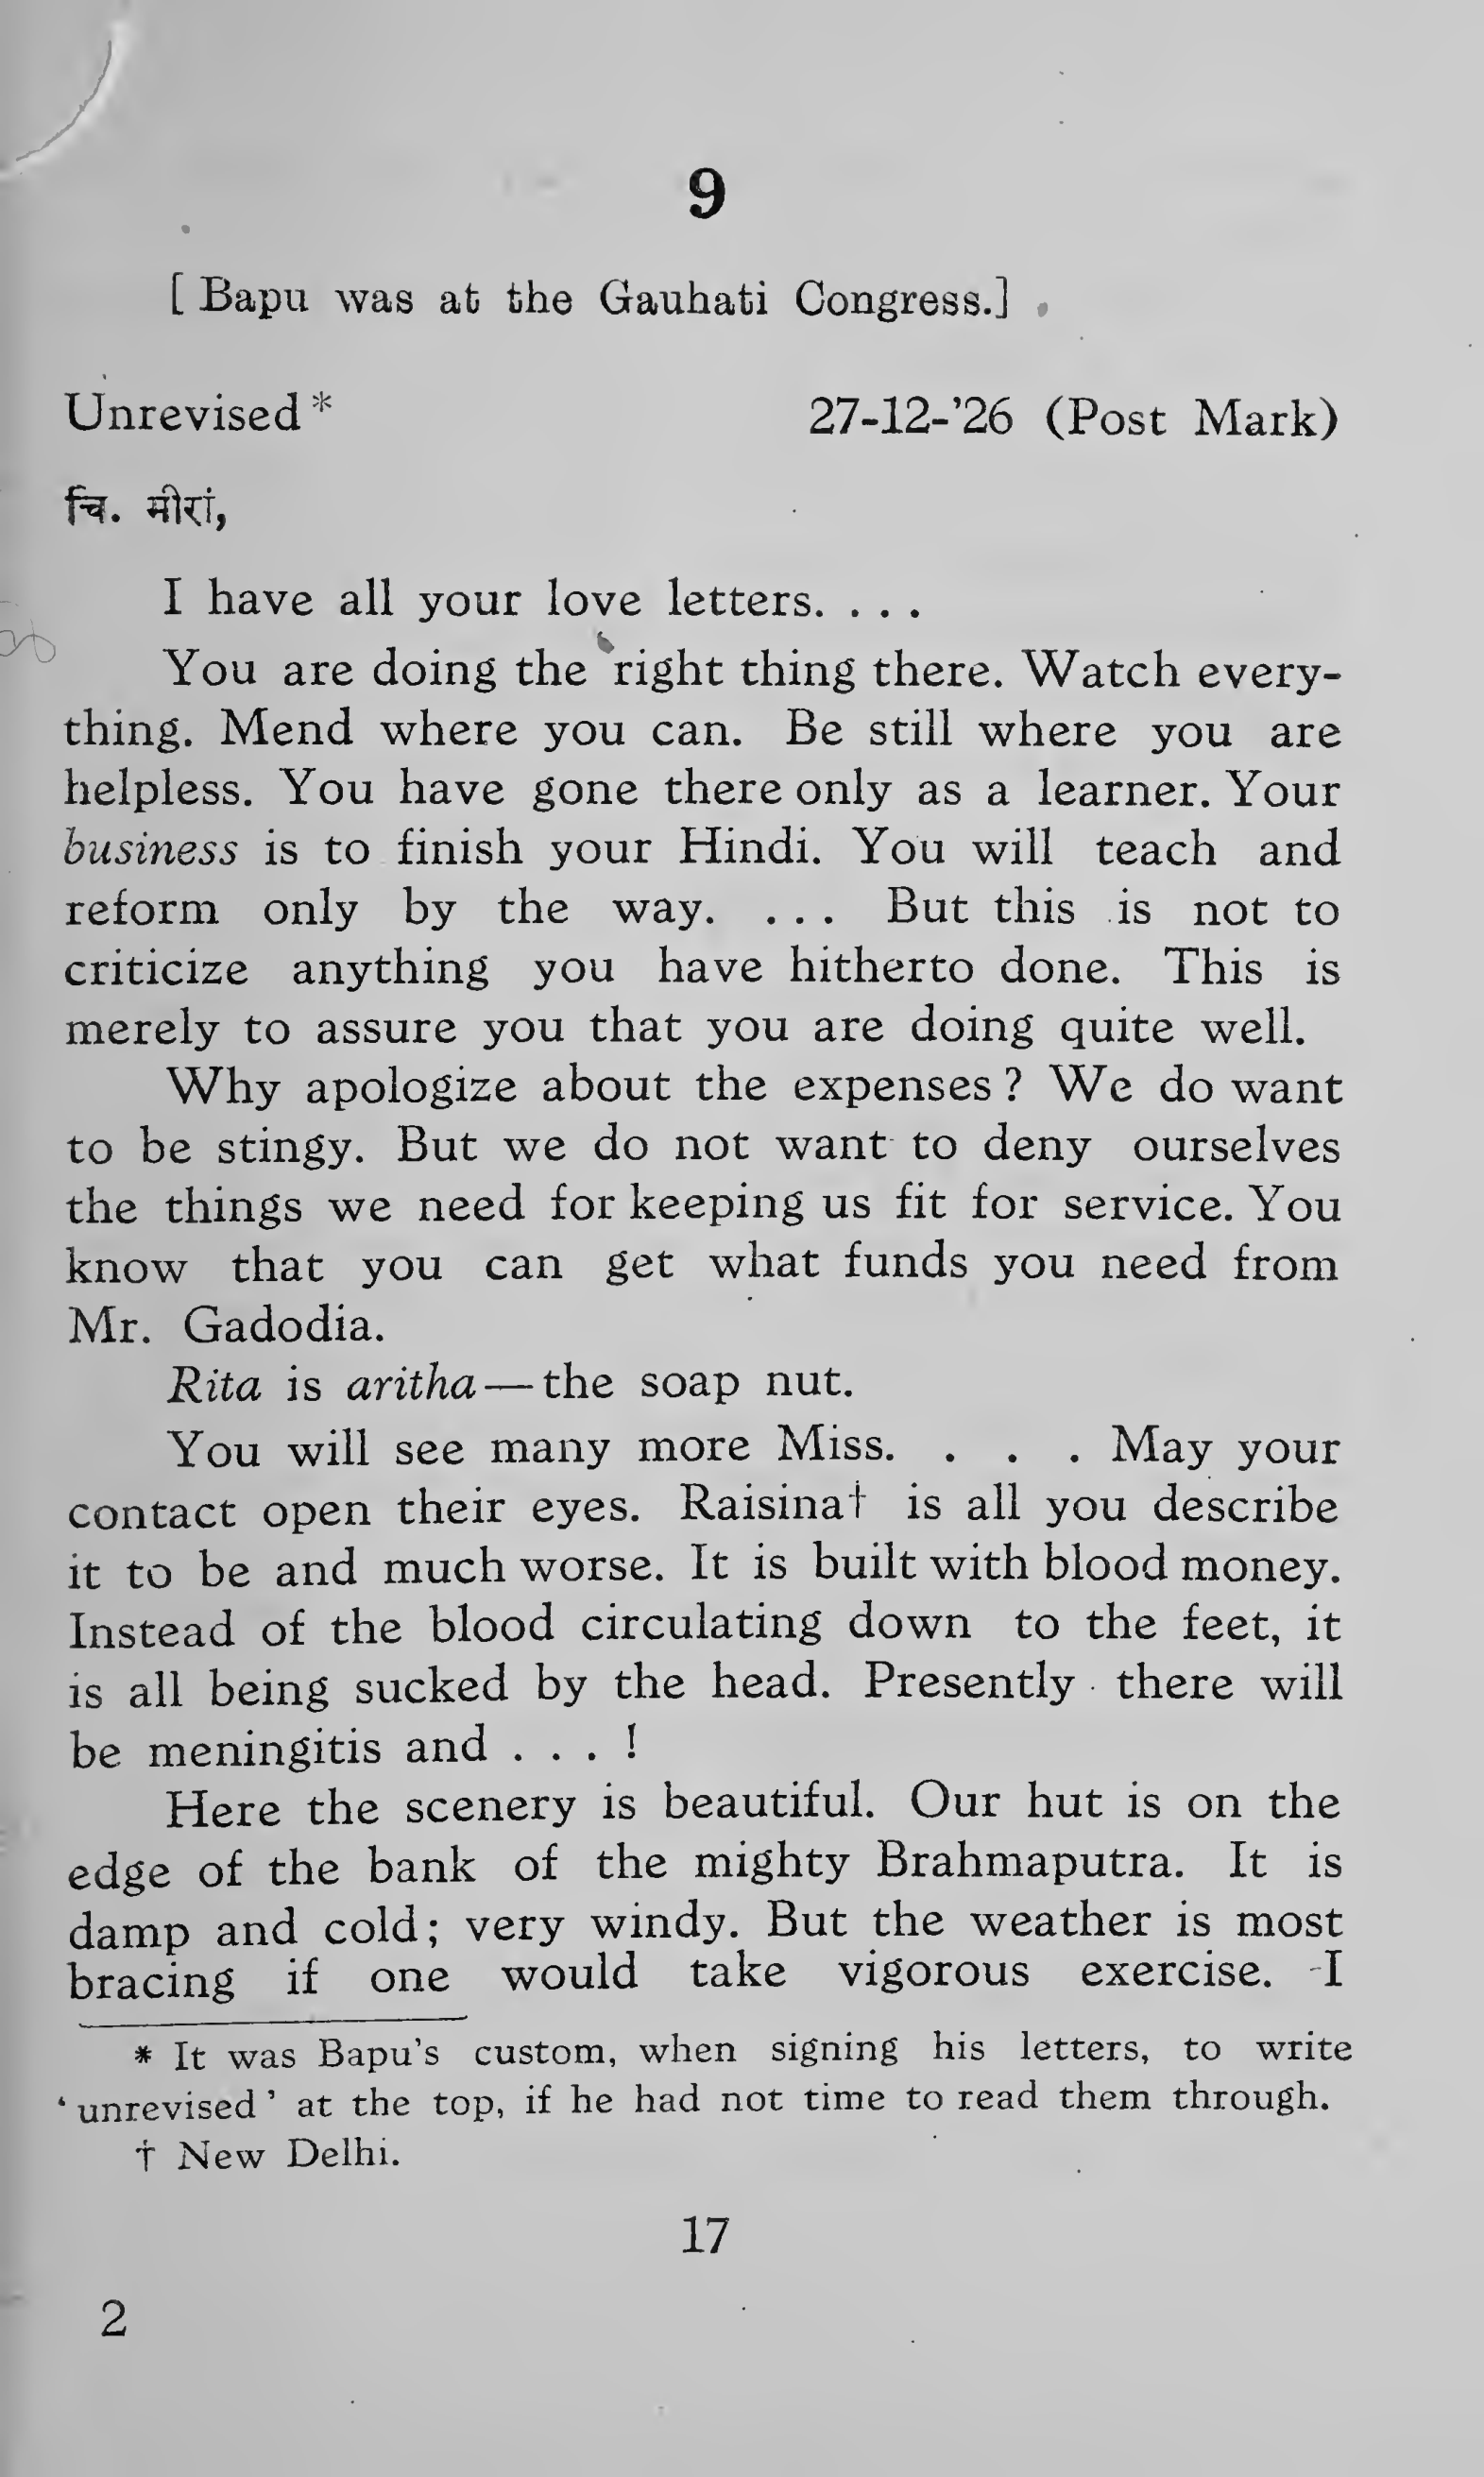 9
[ Bapu was at the Gauhati Congress.]
Unrevised * 27-12-'26 (Post Mark)
चि. मीरां,
I have all your love letters. . . .
You are doing the right thing there. Watch every-
thing. Mend where you can. Be still where you are
helpless. You have gone there only as a learner. Your
business is to finish your Hindi. You will teach and
reform only by the way. ... But this is not to
criticize anything you have hitherto done. This is
merely to assure you that you are doing quite well.
Why apologize about the expenses ? We do want
to be stingy. But we do not want to deny ourselves
the things we need for keeping us fit for service. You
know that you can get what funds you need from
Mr. Gadodia.
Rita is aritha — the soap nut.
You will see many more Miss. . . . May your
contact open their eyes. Raisina† is all you describe
it to be and much worse. It is built with blood money.
Instead of the blood circulating down to the feet, it
is all being sucked by the head. Presently there will
be meningitis and . . . !
Here the scenery is beautiful. Our hut is on the
edge of the bank of the mighty Brahmaputra. It is
damp and cold; very windy. But the weather is most
bracing if one would take vigorous exercise. I
* It was Bapu's custom, when signing his letters, to write
‘ unrevised ’ at the top, if he had not time to read them through.
† New Delhi.
17
2